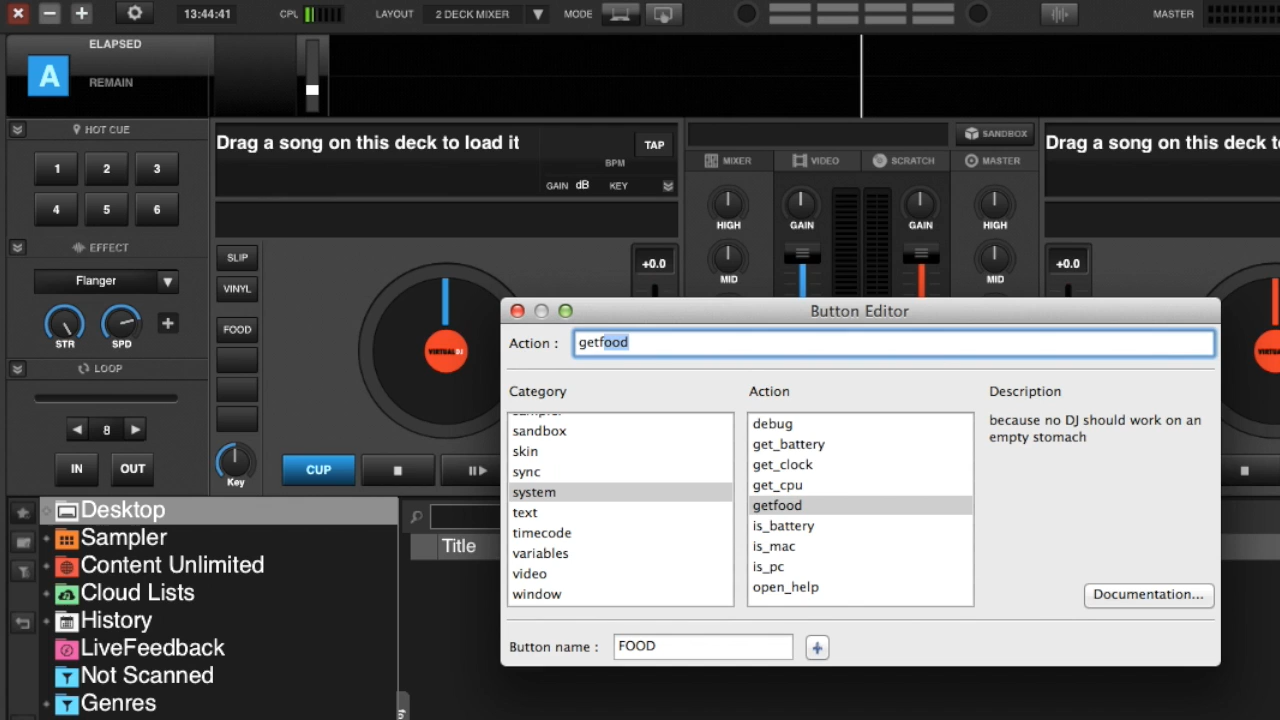 13:44:41
CPU
LAYOUT
2 DECK MIXER
MODE
MASTER
ELAPSED
A
REMAIN
HOT CUE
1 2 3
4 5 6
EFFECT
Flanger
STR SPD
LOOP
8
IN OUT
Drag a song on this deck to load it
TAP
BPM
GAIN dB KEY
SLIP
VINYL
FOOD
Key
VIRTUAL DJ
+0.0
CUP
SANDBOX
MIXER VIDEO SCRATCH MASTER
HIGH GAIN GAIN HIGH
MID MID
Drag a song on this deck t
+0.0
Desktop
Sampler
Content Unlimited
Cloud Lists
History
LiveFeedback
Not Scanned
Genres
Title
Button Editor
Action : getfood
Category
sandbox
skin
sync
system
text
timecode
variables
video
window
Action
debug
get_battery
get_clock
get_cpu
getfood
is_battery
is_mac
is_pc
open_help
Description
because no DJ should work on an
empty stomach
Documentation...
Button name : FOOD